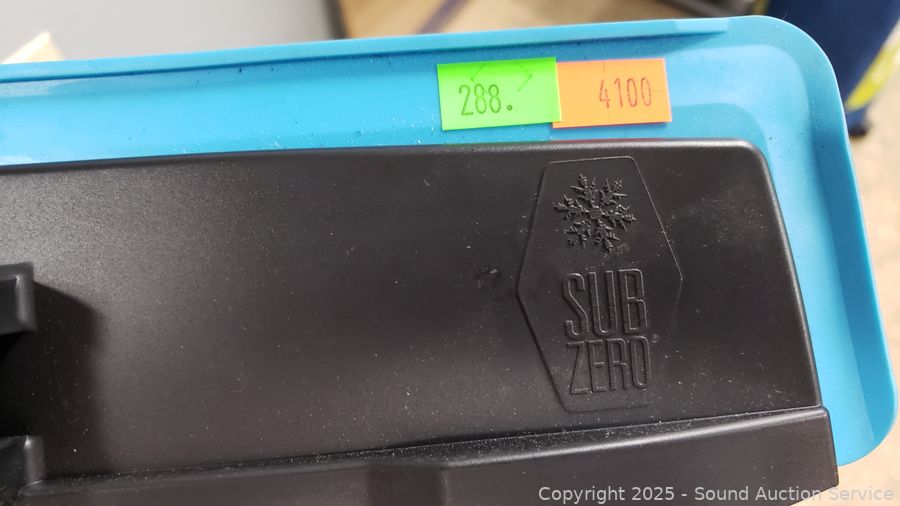 288.
4100
SUB
ZERO®
Copyright 2025 - Sound Auction Service